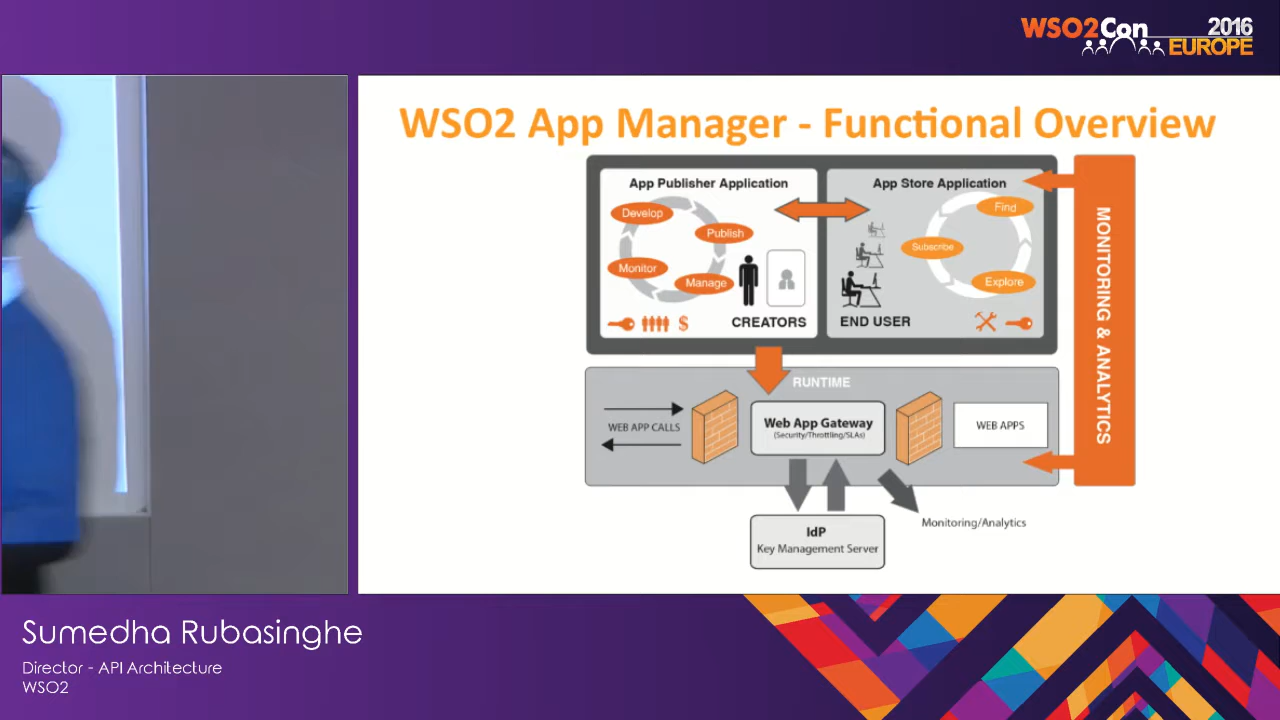 WSO2Con 2016
EUROPE
WSO2 App Manager - Functional Overview
App Publisher Application
Develop
Publish
Monitor
Manage
$
CREATORS
App Store Application
Find
Subscribe
Explore
END USER
MONITORING & ANALYTICS
RUNTIME
WEB APP CALLS
Web App Gateway
(Security/Throttling/SLAs)
WEB APPS
Monitoring/Analytics
IdP
Key Management Server
Sumedha Rubasinghe
Director - API Architecture
WSO2